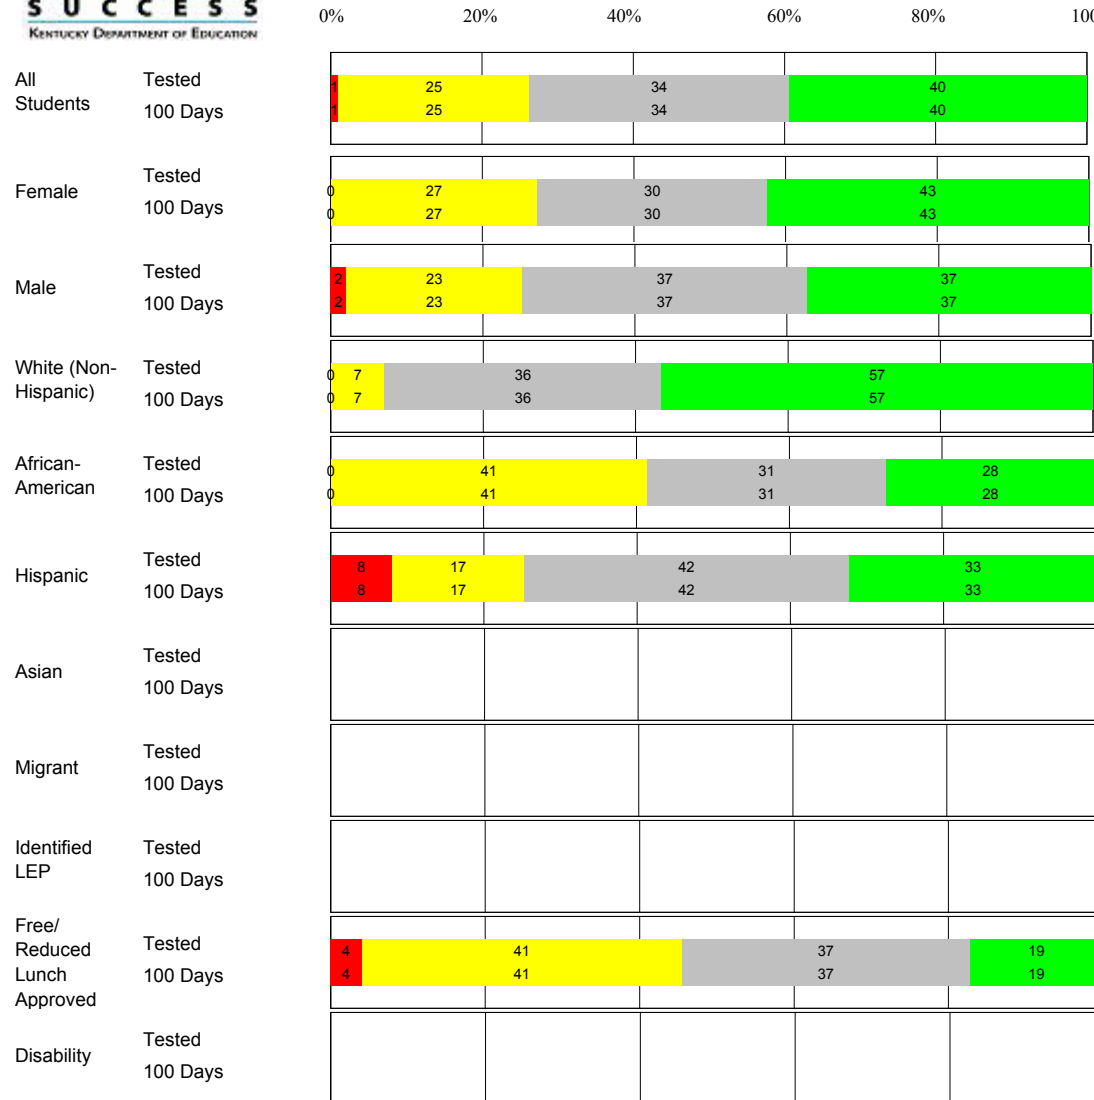 SUCCESS
KENTUCKY DEPARTMENT OF EDUCATION
0% 20% 40% 60% 80% 100
All Students
Tested 1 25 34 40
100 Days 1 25 34 40
Female
Tested 0 27 30 43
100 Days 0 27 30 43
Male
Tested 2 23 37 37
100 Days 2 23 37 37
White (Non-
Hispanic)
Tested 0 7 36 57
100 Days 0 7 36 57
African-
American
Tested 0 41 31 28
100 Days 0 41 31 28
Hispanic
Tested 8 17 42 33
100 Days 8 17 42 33
Asian
Tested
100 Days
Migrant
Tested
100 Days
Identified
LEP
Tested
100 Days
Free/
Reduced
Lunch
Approved
Tested 4 41 37 19
100 Days 4 41 37 19
Disability
Tested
100 Days